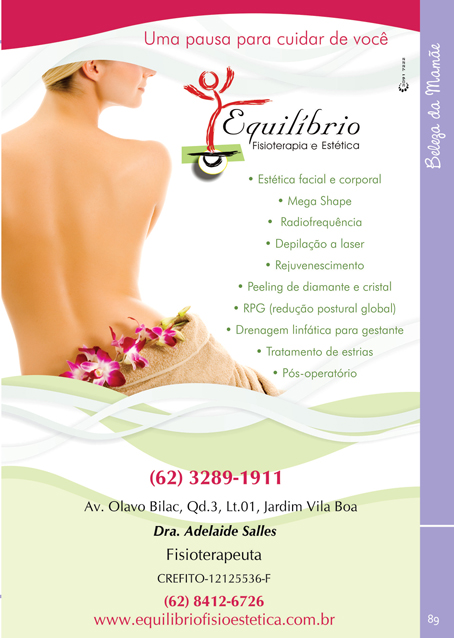 Uma pausa para cuidar de você
Beleza da Mamãe
Equilíbrio
Fisioterapia e Estética
• Estética facial e corporal
• Mega Shape
• Radiofrequência
• Depilação a laser
• Rejuvenescimento
• Peeling de diamante e cristal
• RPG (redução postural global)
• Drenagem linfática para gestante
• Tratamento de estrias
• Pós-operatório
(62) 3289-1911
Av. Olavo Bilac, Qd.3, Lt.01, Jardim Vila Boa
Dra. Adelaide Salles
Fisioterapeuta
CREFITO-12125536-F
(62) 8412-6726
www.equilibriofisioestetica.com.br
89